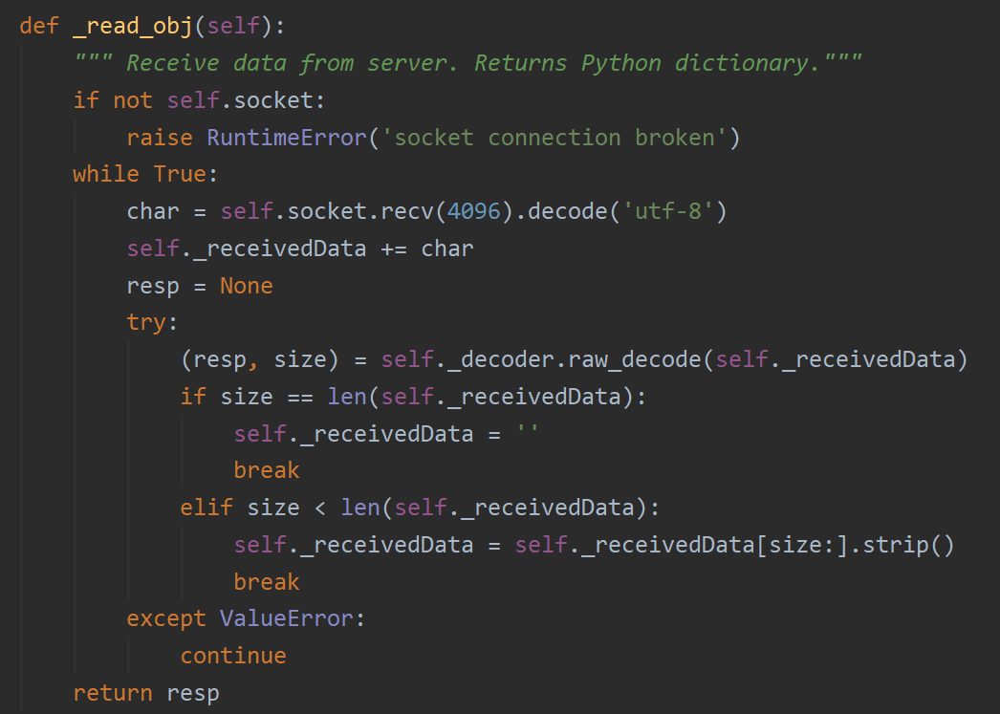 def _read_obj(self):
    """ Receive data from server. Returns Python dictionary."""
    if not self.socket:
        raise RuntimeError('socket connection broken')
    while True:
        char = self.socket.recv(4096).decode('utf-8')
        self._receivedData += char
        resp = None
        try:
            (resp, size) = self._decoder.raw_decode(self._receivedData)
            if size == len(self._receivedData):
                self._receivedData = ''
                break
            elif size < len(self._receivedData):
                self._receivedData = self._receivedData[size:].strip()
                break
        except ValueError:
            continue
    return resp